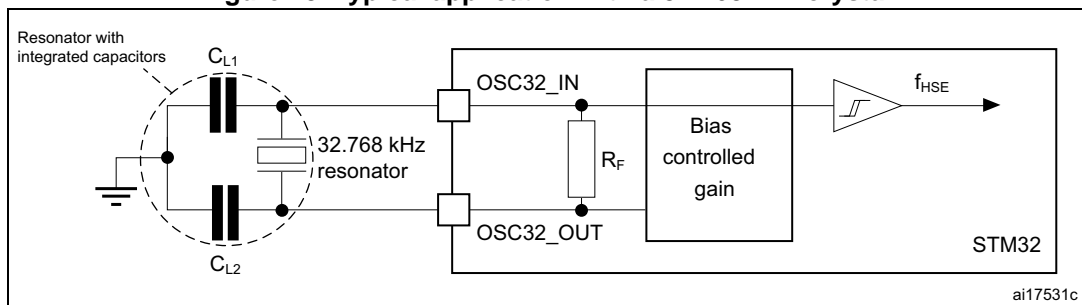 Resonator with
integrated capacitors
CL1
OSC32_IN
fHSE
32.768 kHz
resonator
RF
Bias
controlled
gain
OSC32_OUT
STM32
CL2
ai17531c